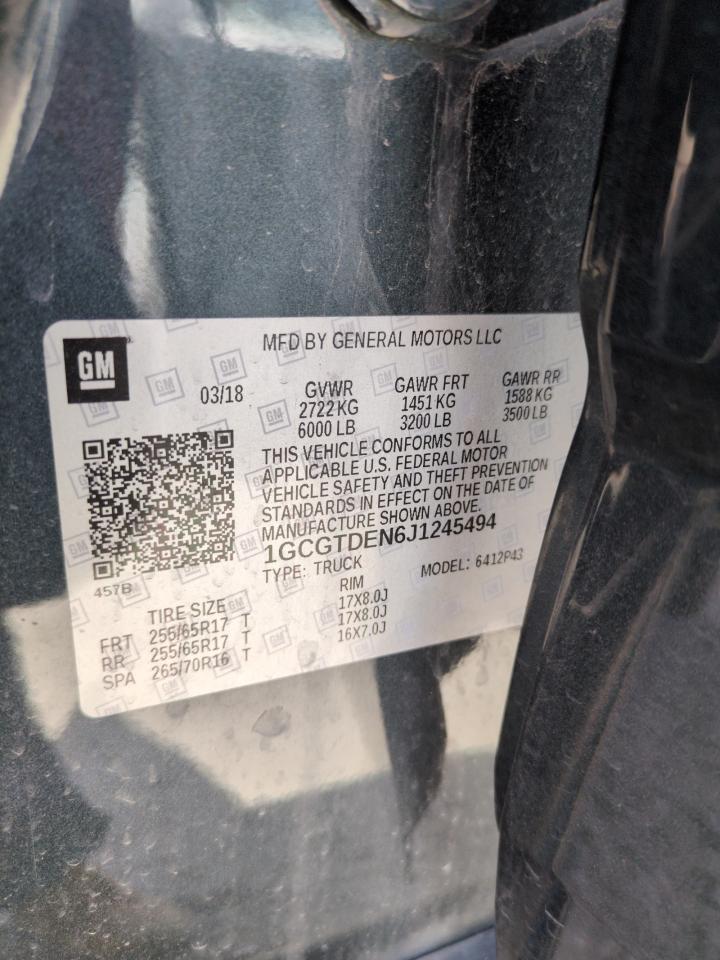 GM
MFD BY GENERAL MOTORS LLC
03/18 GVWR GAWR FRT GAWR RR
2722 KG 1451 KG 1588 KG
6000 LB 3200 LB 3500 LB
THIS VEHICLE CONFORMS TO ALL
APPLICABLE U.S. FEDERAL MOTOR
VEHICLE SAFETY AND THEFT PREVENTION
STANDARDS IN EFFECT ON THE DATE OF
MANUFACTURE SHOWN ABOVE.
1GCGTDEN6J1245494
TYPE: TRUCK MODEL: 6412P43
457B
TIRE SIZE RIM
FRT 255/65R17 T 17X8.0J
RR 255/65R17 T 17X8.0J
SPA 265/70R16 T 16X7.0J